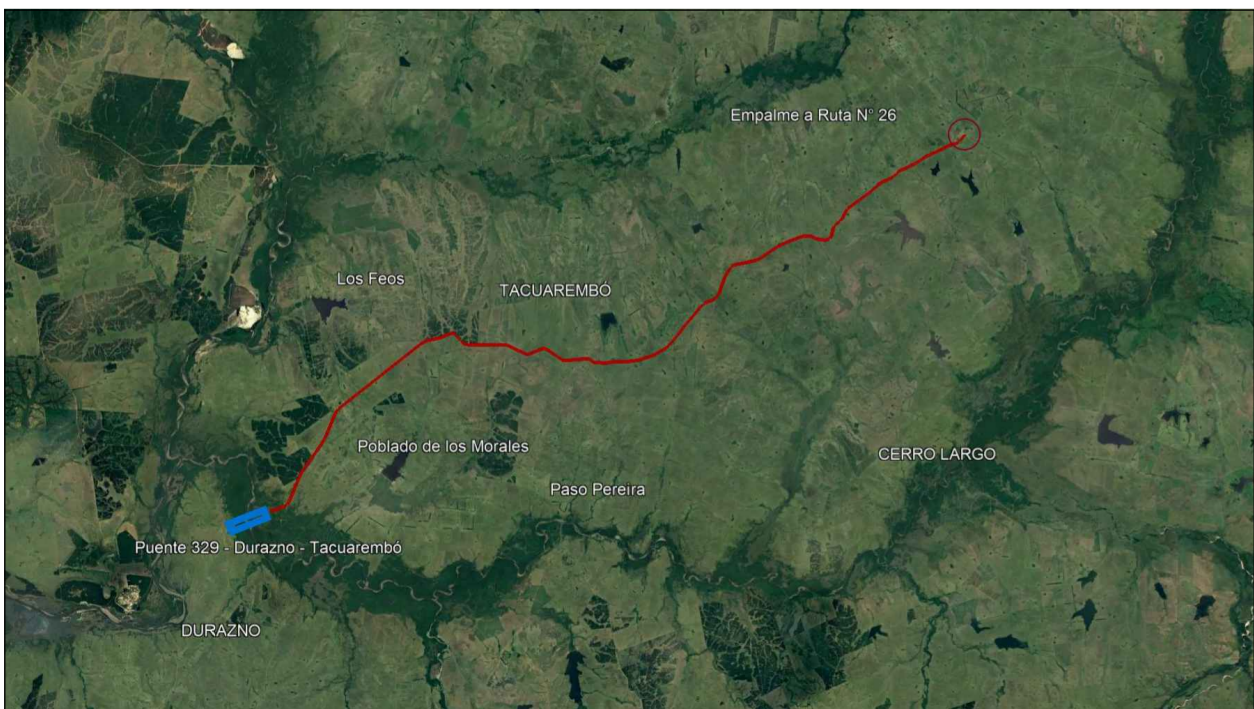 Empalme a Ruta N° 26
Los Feos
TACUAREMBÓ
Poblado de los Morales
CERRO LARGO
Paso Pereira
Puente 329 - Durazno - Tacuarembó
DURAZNO